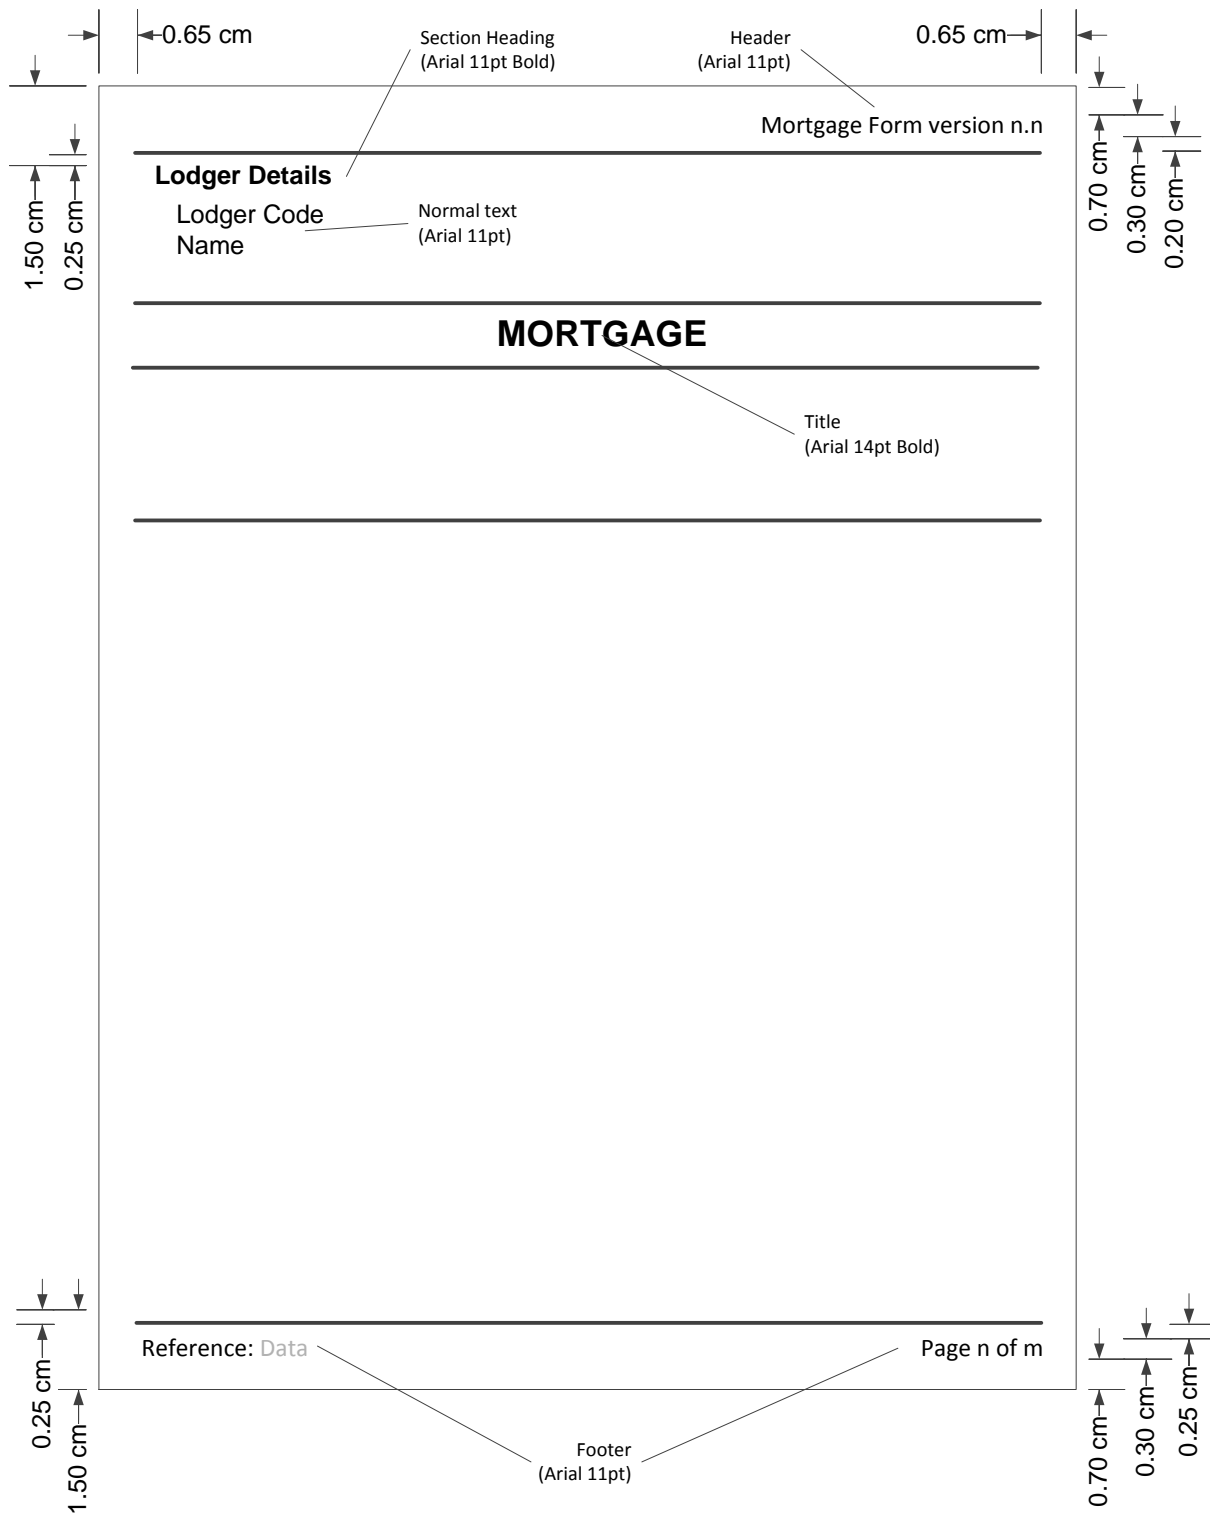 0.65 cm
Section Heading
(Arial 11pt Bold)
Header
(Arial 11pt)
0.65 cm
Mortgage Form version n.n
1.50 cm
0.25 cm
0.70 cm
0.30 cm
0.20 cm
Lodger Details
Lodger Code
Name
Normal text
(Arial 11pt)
MORTGAGE
Title
(Arial 14pt Bold)
Reference: Data
Page n of m
0.25 cm
1.50 cm
0.70 cm
0.30 cm
0.25 cm
Footer
(Arial 11pt)